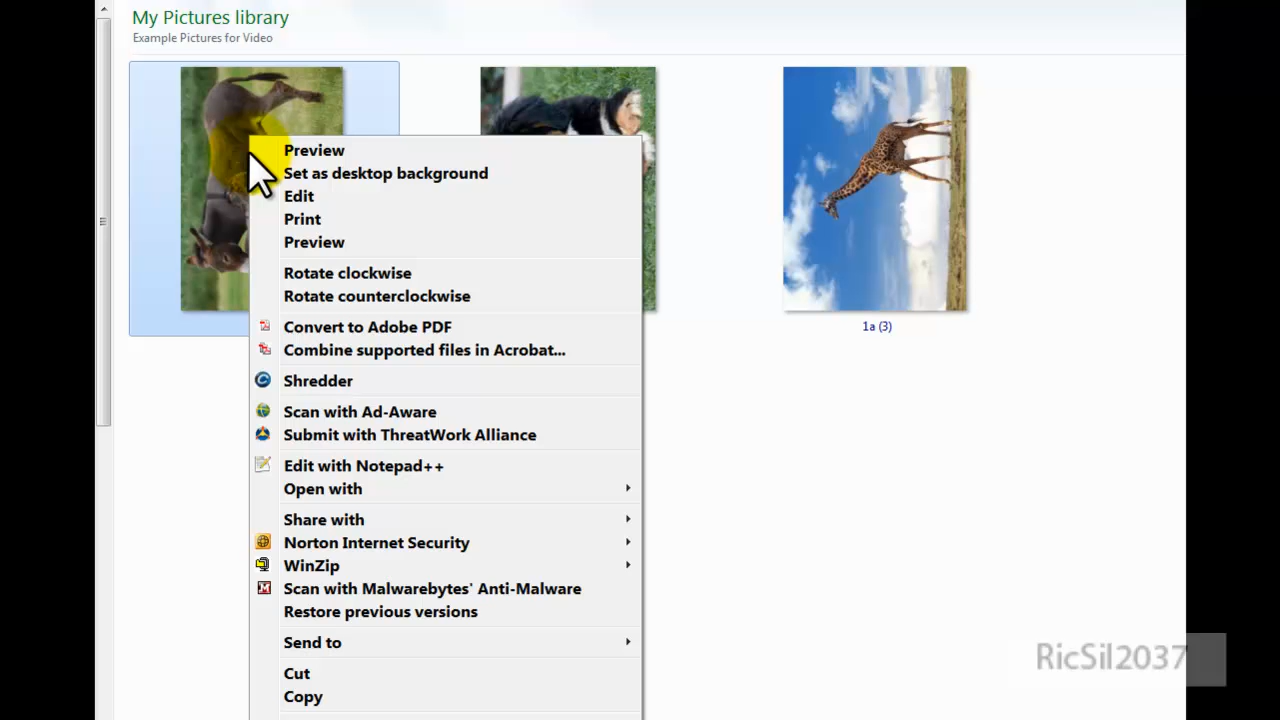 My Pictures library
Example Pictures for Video
Preview
Set as desktop background
Edit
Print
Preview
Rotate clockwise
Rotate counterclockwise
Convert to Adobe PDF
Combine supported files in Acrobat...
Shredder
Scan with Ad-Aware
Submit with ThreatWork Alliance
Edit with Notepad++
Open with
Share with
Norton Internet Security
WinZip
Scan with Malwarebytes' Anti-Malware
Restore previous versions
Send to
Cut
Copy
1a (3)
RicSil2037